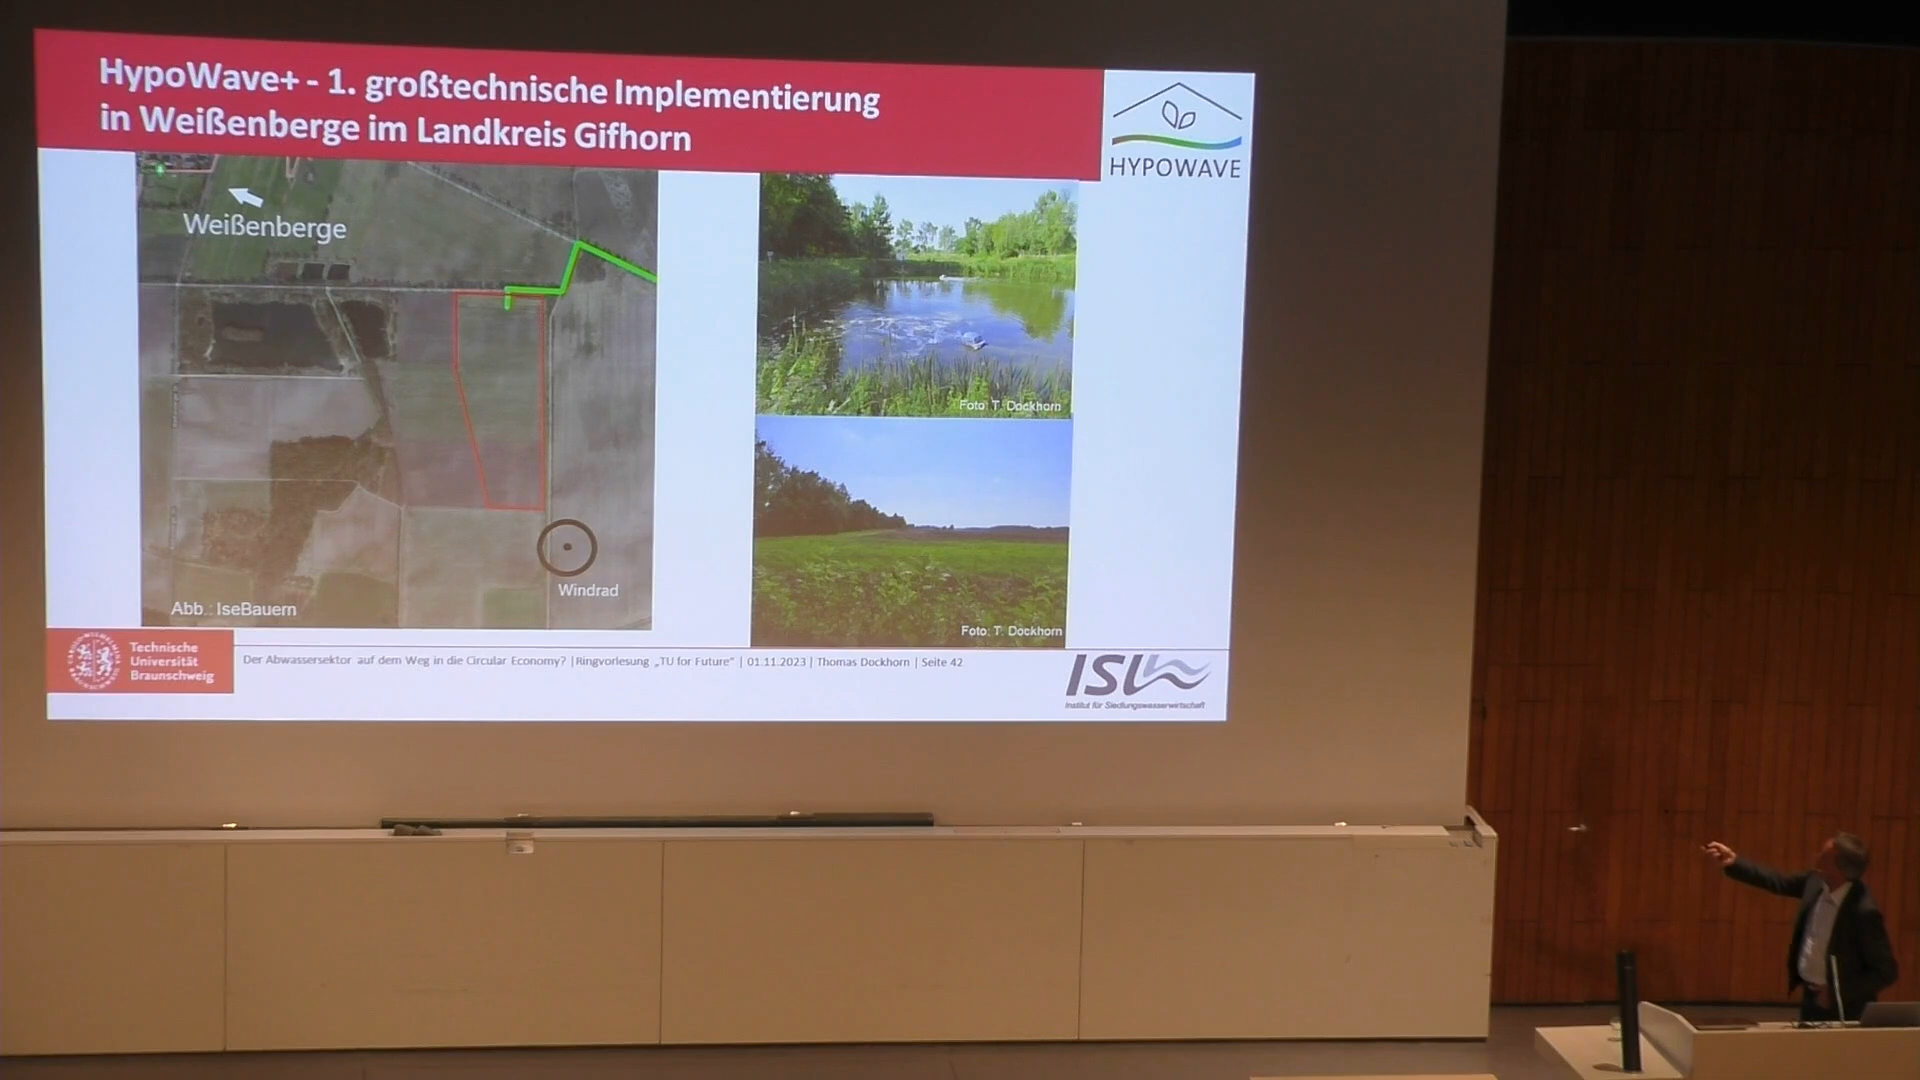 HypoWave+ - 1. großtechnische Implementierung
in Weißenberge im Landkreis Gifhorn
HYPOWAVE
Weißenberge
Windrad
Abb.: IseBauern
Foto: T. Dockhorn
Foto: T. Dockhorn
Technische
Universität
Braunschweig
Der Abwassersektor auf dem Weg in die Circular Economy? |Ringvorlesung „TU for Future“ | 01.11.2023 | Thomas Dockhorn | Seite 42
ISW
Institut für Siedlungswasserwirtschaft